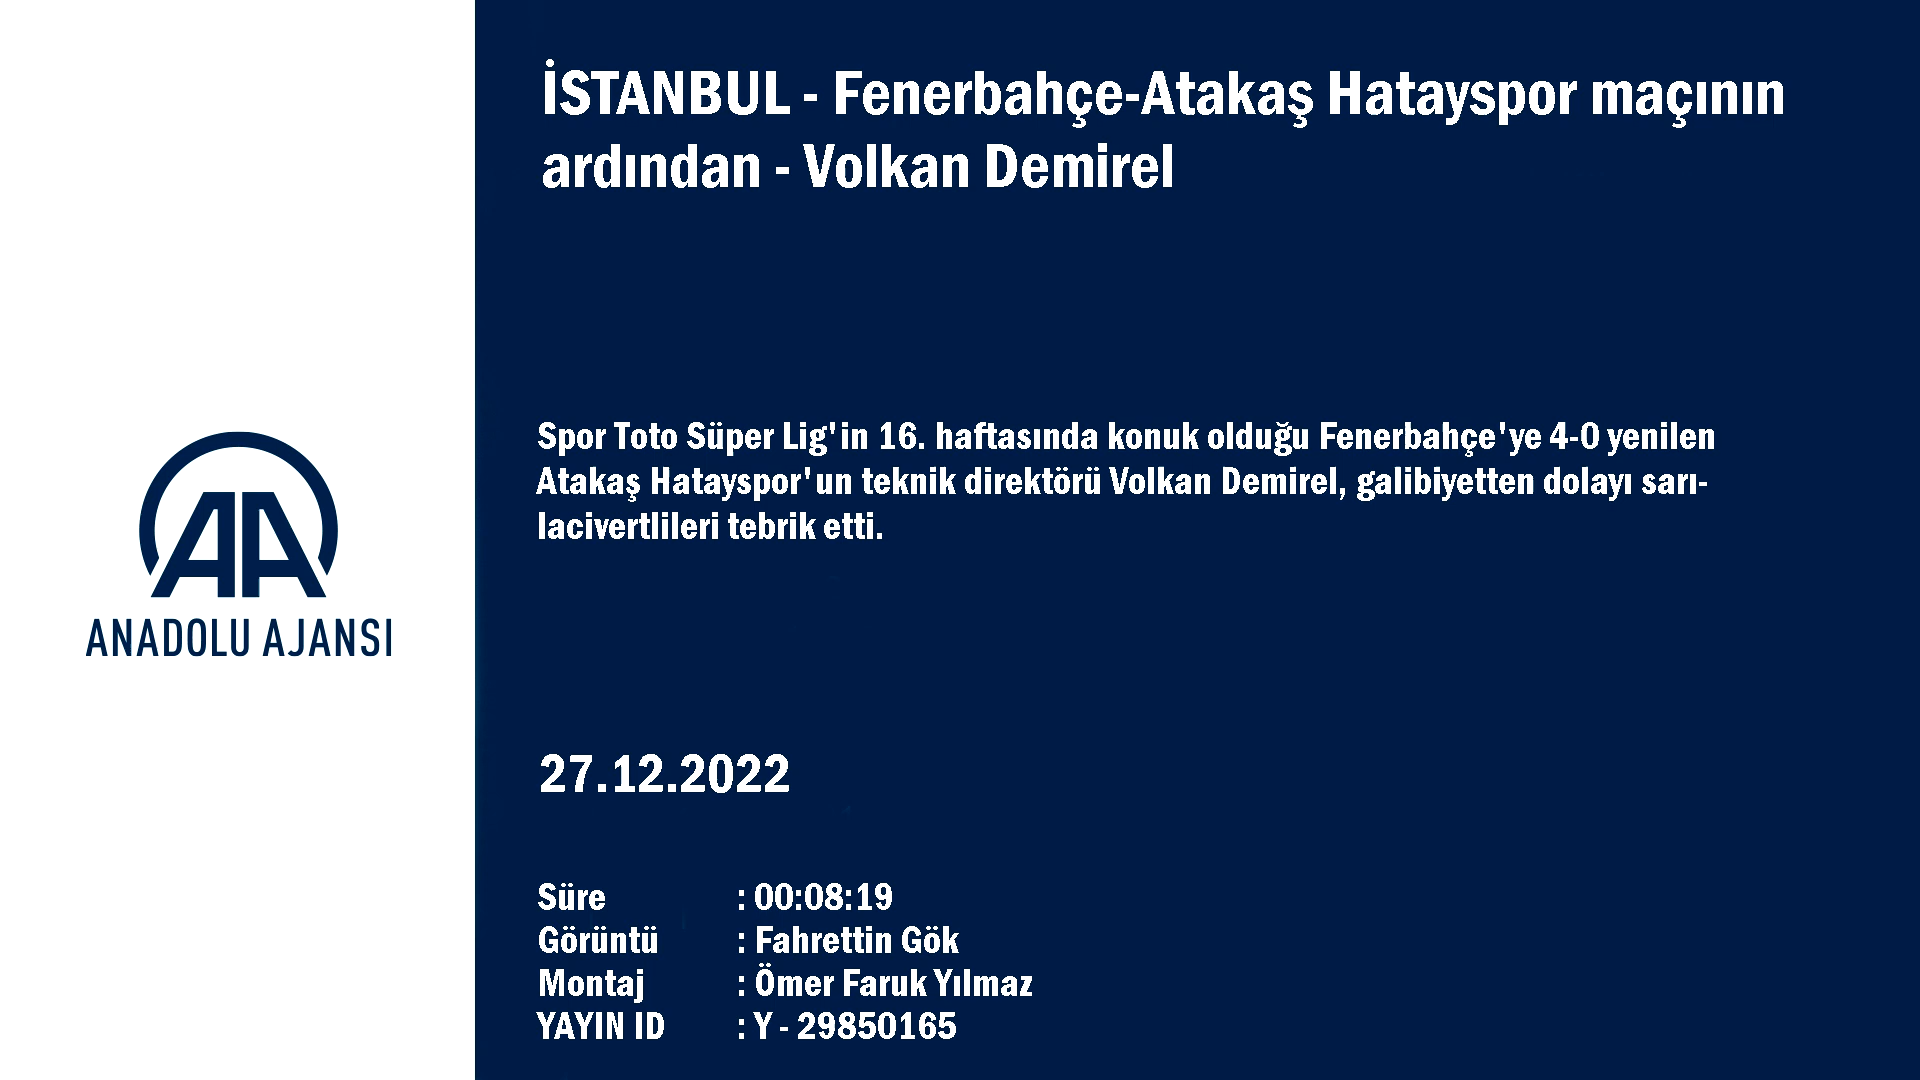 İSTANBUL - Fenerbahçe-Atakaş Hatayspor maçının
ardından - Volkan Demirel
Spor Toto Süper Lig'in 16. haftasında konuk olduğu Fenerbahçe'ye 4-0 yenilen
Atakaş Hatayspor'un teknik direktörü Volkan Demirel, galibiyetten dolayı sarı-
lacivertlileri tebrik etti.
AA
ANADOLU AJANSI
27.12.2022
Süre : 00:08:19
Görüntü : Fahrettin Gök
Montaj : Ömer Faruk Yılmaz
YAYIN ID : Y - 29850165